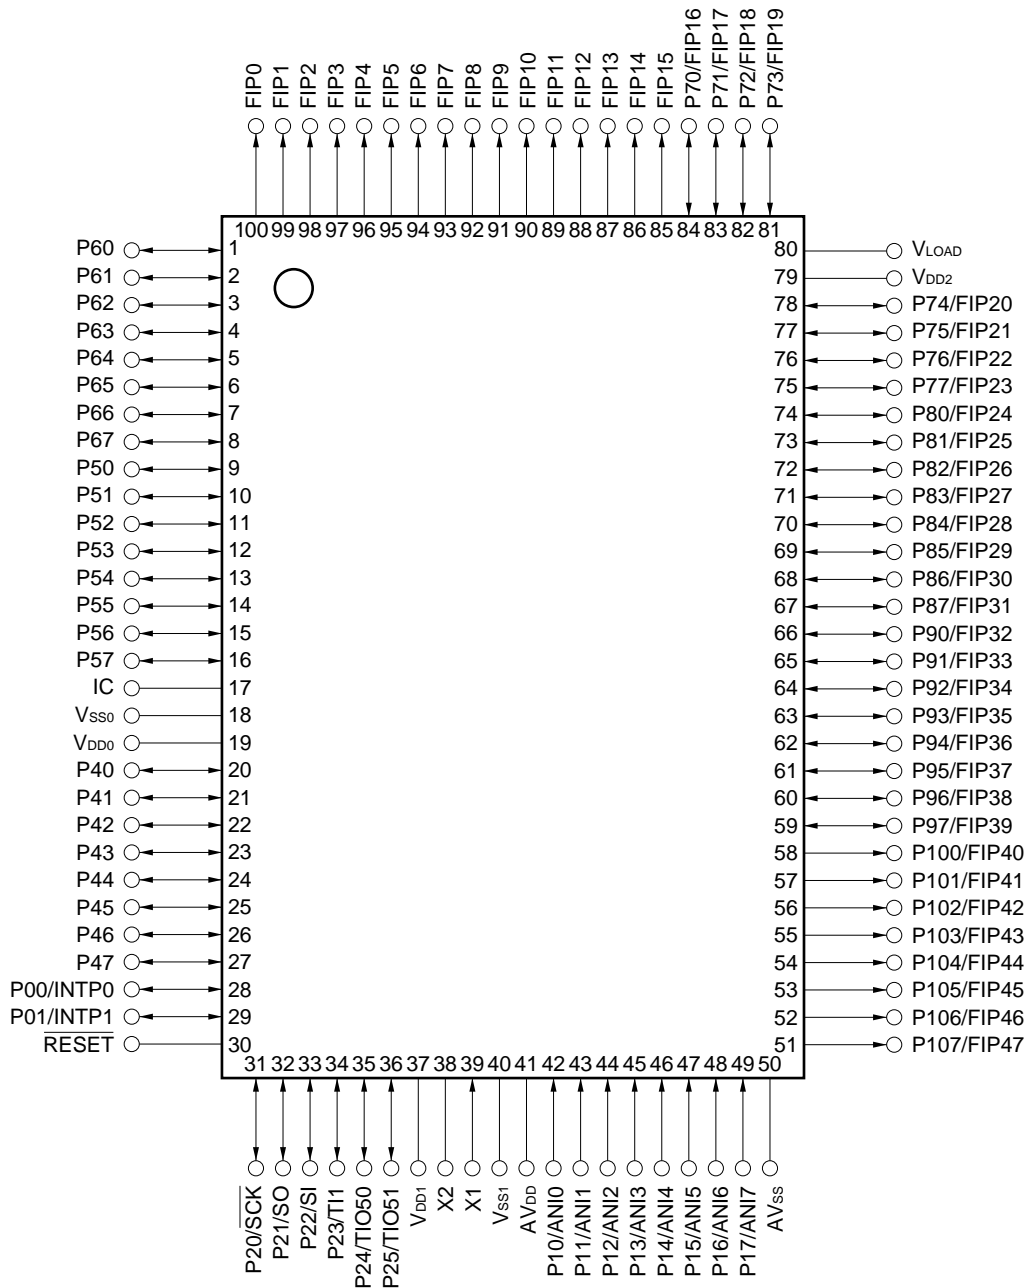 FIP0
FIP1
FIP2
FIP3
FIP4
FIP5
FIP6
FIP7
FIP8
FIP9
FIP10
FIP11
FIP12
FIP13
FIP14
FIP15
P70/FIP16
P71/FIP17
P72/FIP18
P73/FIP19
100 99 98 97 96 95 94 93 92 91 90 89 88 87 86 85 84 83 82 81
P60 1
P61 2
P62 3
P63 4
P64 5
P65 6
P66 7
P67 8
P50 9
P51 10
P52 11
P53 12
P54 13
P55 14
P56 15
P57 16
IC 17
VSS0 18
VDD0 19
P40 20
P41 21
P42 22
P43 23
P44 24
P45 25
P46 26
P47 27
P00/INTP0 28
P01/INTP1 29
RESET 30
80 VLOAD
79 VDD2
78 P74/FIP20
77 P75/FIP21
76 P76/FIP22
75 P77/FIP23
74 P80/FIP24
73 P81/FIP25
72 P82/FIP26
71 P83/FIP27
70 P84/FIP28
69 P85/FIP29
68 P86/FIP30
67 P87/FIP31
66 P90/FIP32
65 P91/FIP33
64 P92/FIP34
63 P93/FIP35
62 P94/FIP36
61 P95/FIP37
60 P96/FIP38
59 P97/FIP39
58 P100/FIP40
57 P101/FIP41
56 P102/FIP42
55 P103/FIP43
54 P104/FIP44
53 P105/FIP45
52 P106/FIP46
51 P107/FIP47
31 32 33 34 35 36 37 38 39 40 41 42 43 44 45 46 47 48 49 50
P20/SCK
P21/SO
P22/SI
P23/TI1
P24/TIO50
P25/TIO51
VDD1
X2
X1
VSS1
AVDD
P10/ANI0
P11/ANI1
P12/ANI2
P13/ANI3
P14/ANI4
P15/ANI5
P16/ANI6
P17/ANI7
AVSS